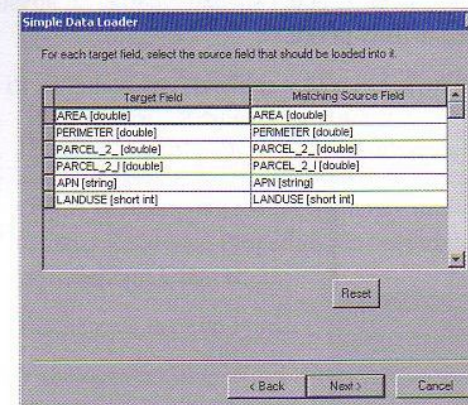 Simple Data Loader
For each target field, select the source field that should be loaded into it.
Target Field Matching Source Field
AREA [double] AREA [double]
PERIMETER [double] PERIMETER [double]
PARCEL_2_ [double] PARCEL_2_ [double]
PARCEL_2_I [double] PARCEL_2_I [double]
APN [string] APN [string]
LANDUSE [short int] LANDUSE [short int]
Reset
< Back Next > Cancel